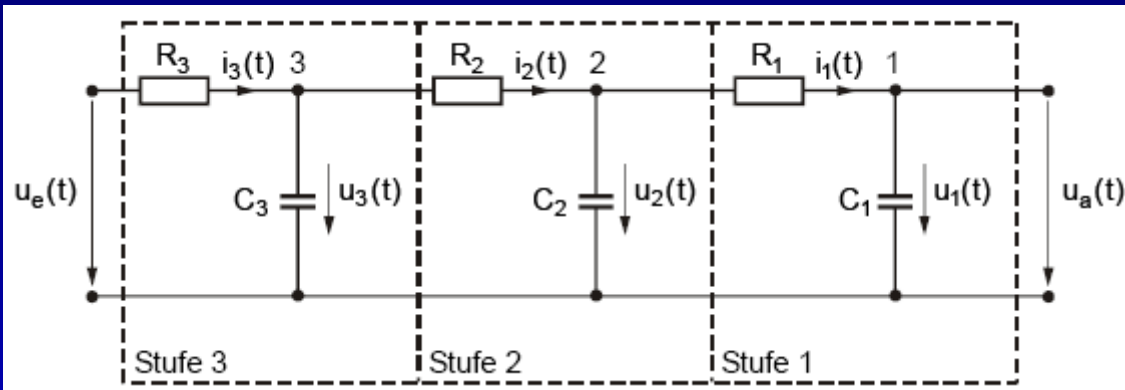 R₃ i₃(t) 3 R₂ i₂(t) 2 R₁ i₁(t) 1
uₑ(t) C₃ u₃(t) C₂ u₂(t) C₁ u₁(t) uₐ(t)
Stufe 3 Stufe 2 Stufe 1